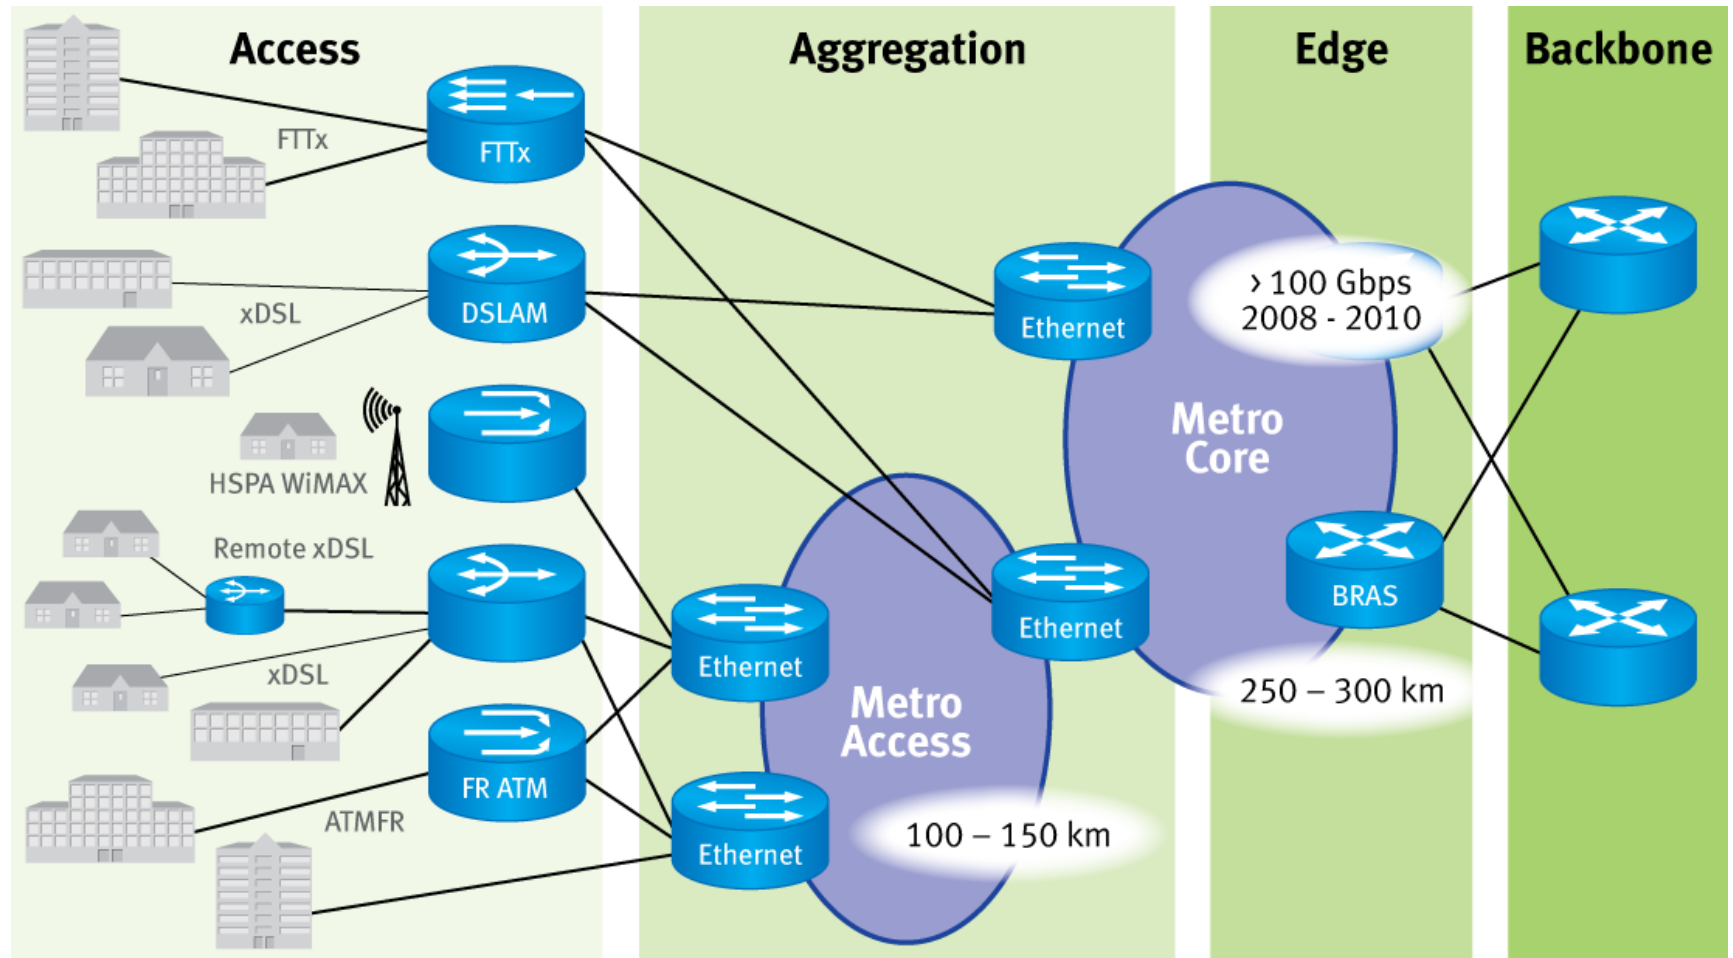 Access
Aggregation
Edge
Backbone
FTTx
FTTx
DSLAM
xDSL
HSPA WiMAX
Remote xDSL
xDSL
FR ATM
ATMFR
Ethernet
Ethernet
Ethernet
Ethernet
Metro
Access
100 – 150 km
> 100 Gbps
2008 - 2010
Metro
Core
BRAS
250 – 300 km